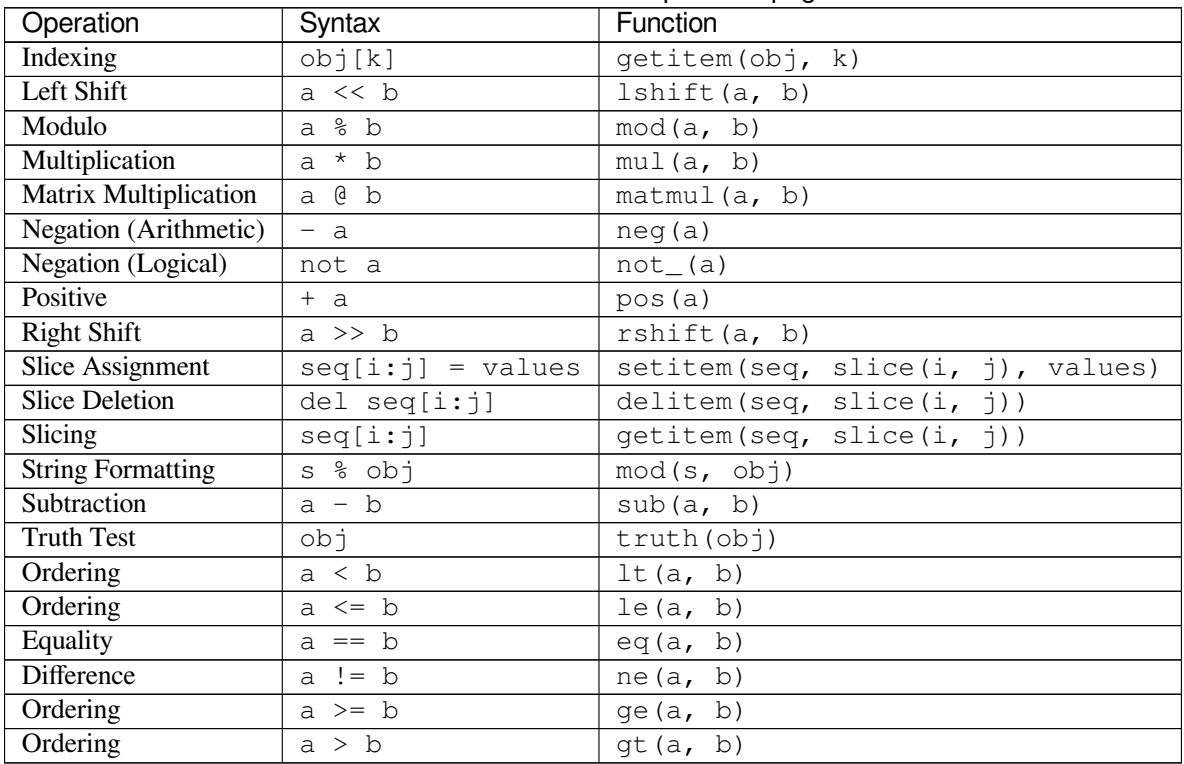 Operation Syntax Function
Indexing obj[k] getitem(obj, k)
Left Shift a << b lshift(a, b)
Modulo a % b mod(a, b)
Multiplication a * b mul(a, b)
Matrix Multiplication a @ b matmul(a, b)
Negation (Arithmetic) - a neg(a)
Negation (Logical) not a not_(a)
Positive + a pos(a)
Right Shift a >> b rshift(a, b)
Slice Assignment seq[i:j] = values setitem(seq, slice(i, j), values)
Slice Deletion del seq[i:j] delitem(seq, slice(i, j))
Slicing seq[i:j] getitem(seq, slice(i, j))
String Formatting s % obj mod(s, obj)
Subtraction a - b sub(a, b)
Truth Test obj truth(obj)
Ordering a < b lt(a, b)
Ordering a <= b le(a, b)
Equality a == b eq(a, b)
Difference a != b ne(a, b)
Ordering a >= b ge(a, b)
Ordering a > b gt(a, b)